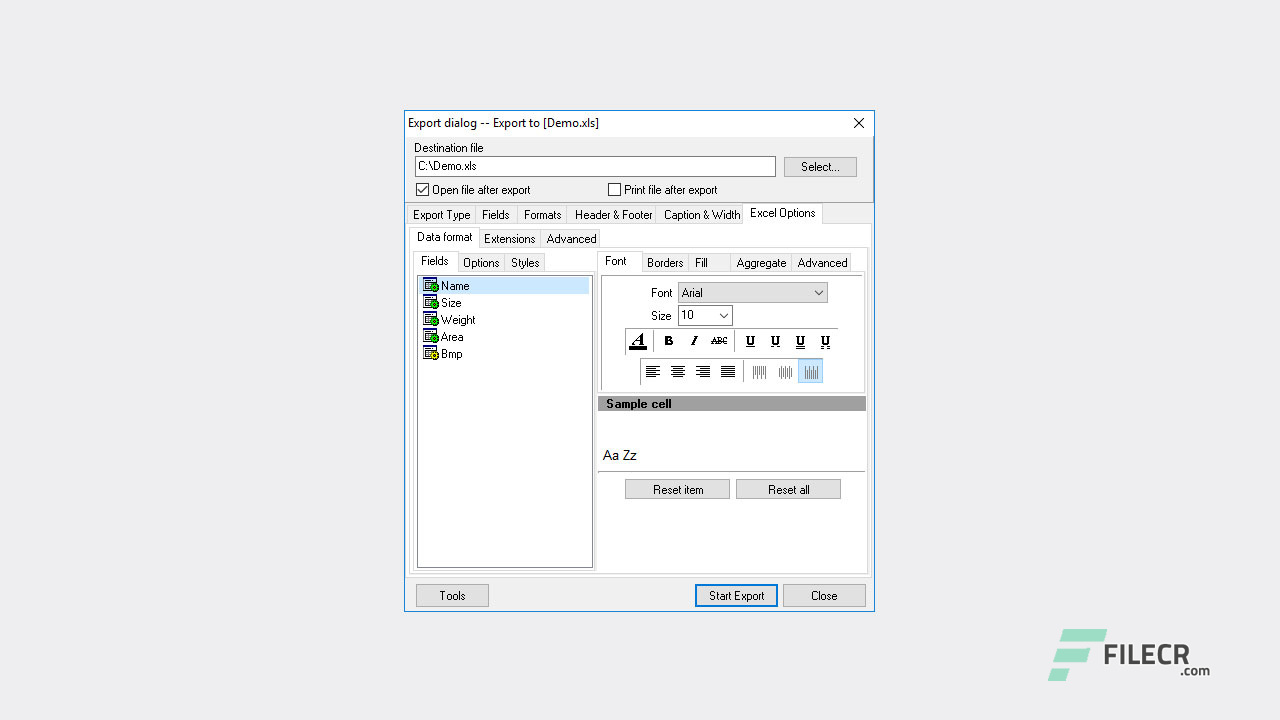 Export dialog -- Export to [Demo.xls]
Destination file
C:\Demo.xls
Select...
Open file after export
Print file after export
Export Type
Fields
Formats
Header & Footer
Caption & Width
Excel Options
Data format
Extensions
Advanced
Fields
Options
Styles
Font
Borders
Fill
Aggregate
Advanced
Name
Size
Weight
Area
Bmp
Font
Arial
Size
10
A
B
I
ABC
U
U
U
U
Sample cell
Aa Zz
Reset item
Reset all
Tools
Start Export
Close
FILECR
.com